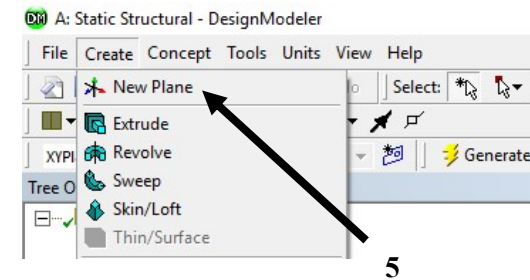 DM A: Static Structural - DesignModeler
File Create Concept Tools Units View Help
New Plane
Select:
Extrude
XYPl
Revolve
Generate
Tree O
Sweep
Skin/Loft
Thin/Surface
5